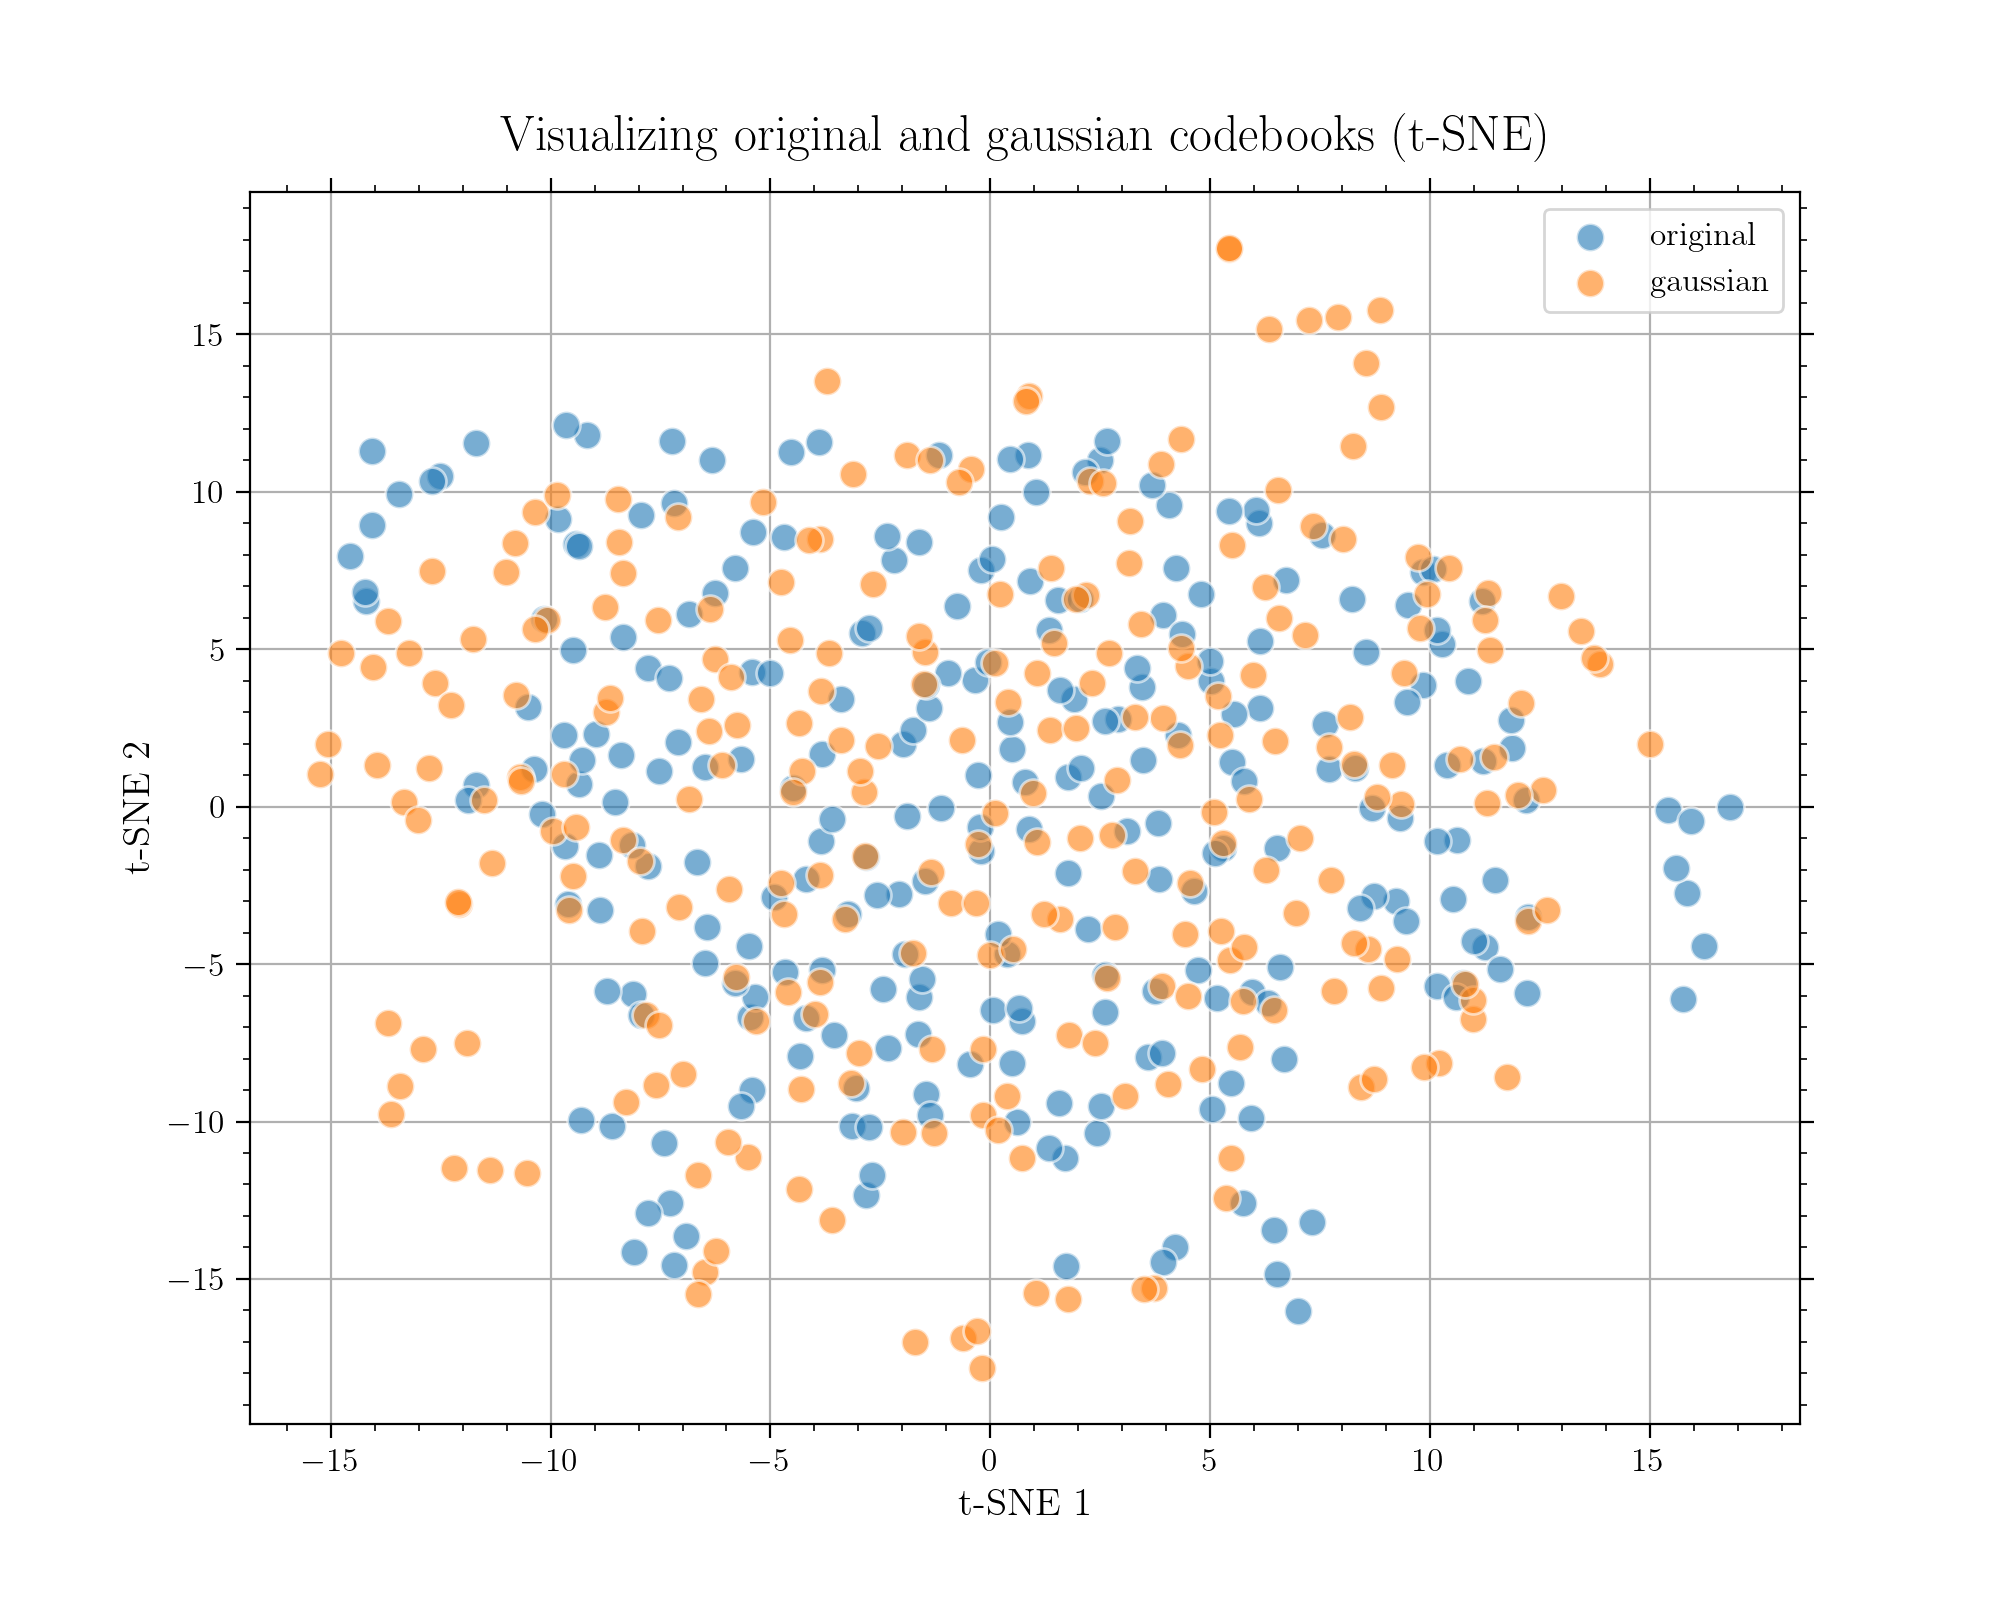 Visualizing original and gaussian codebooks (t-SNE)
original
gaussian
15
10
5
0
−5
−10
−15
t-SNE 2
−15 −10 −5 0 5 10 15
t-SNE 1